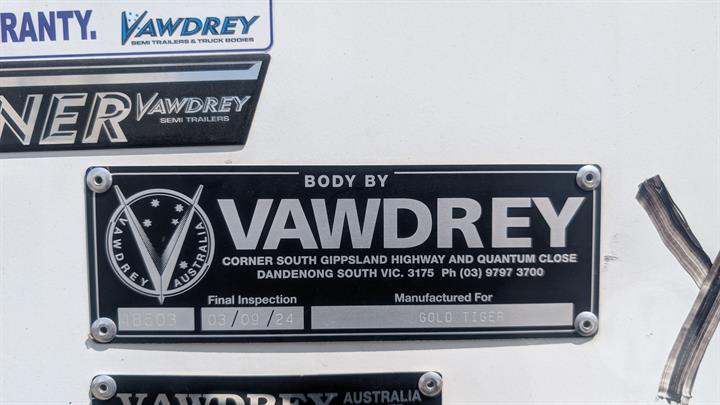 RANTY. VAWDREY
SEMI TRAILERS & TRUCK BODIES
NER VAWDREY
SEMI TRAILERS
BODY BY
VAWDREY
VAWDREY AUSTRALIA
CORNER SOUTH GIPPSLAND HIGHWAY AND QUANTUM CLOSE
DANDENONG SOUTH VIC. 3175 Ph (03) 9797 3700
Final Inspection Manufactured For
03/09/24 GOLD TIGER
VAWDREY AUSTRALIA